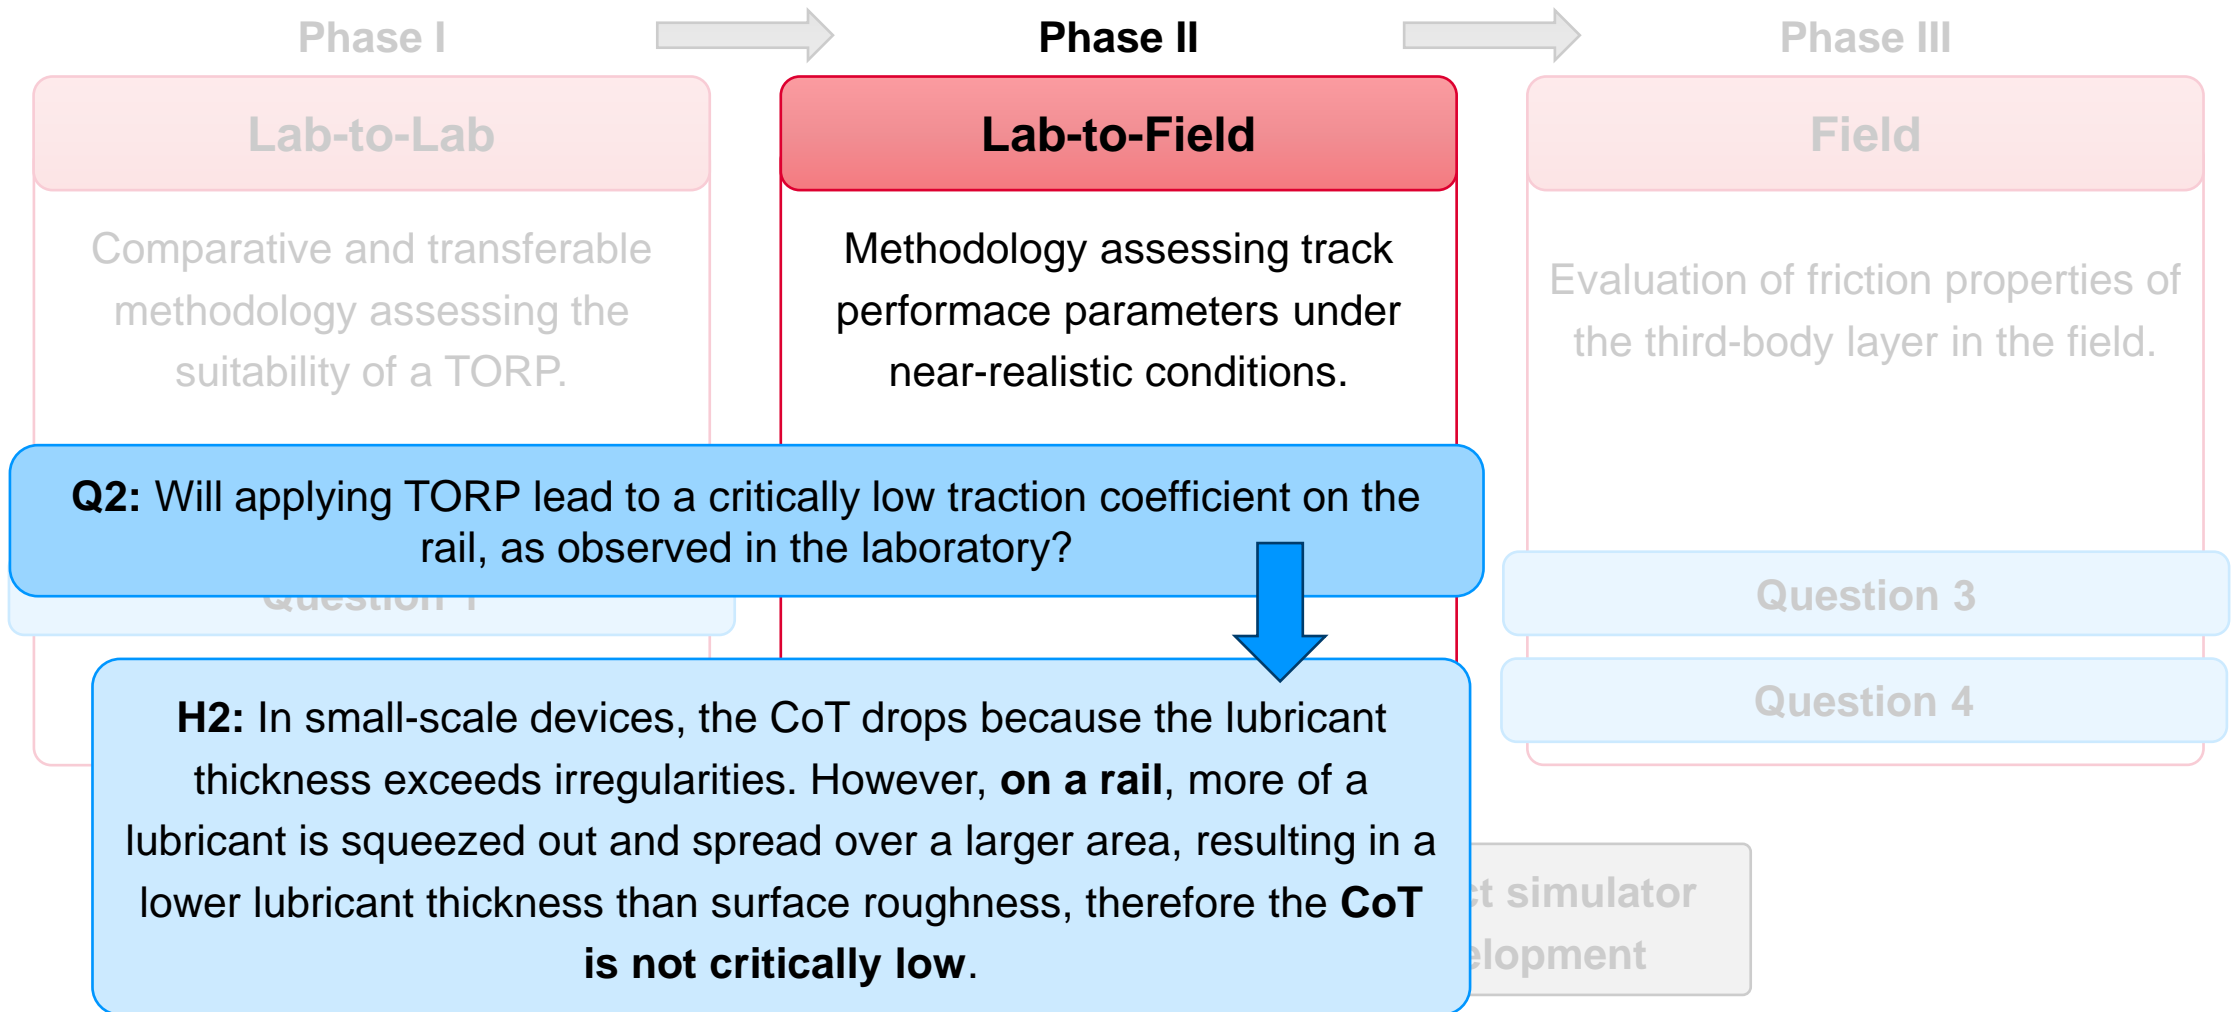 Phase I
Phase II
Phase III
Lab-to-Lab
Lab-to-Field
Field
Comparative and transferable
methodology assessing the
suitability of a TORP.
Methodology assessing track
performace parameters under
near-realistic conditions.
Evaluation of friction properties of
the third-body layer in the field.
Q2: Will applying TORP lead to a critically low traction coefficient on the
rail, as observed in the laboratory?
Question 1
Question 3
Question 4
H2: In small-scale devices, the CoT drops because the lubricant
thickness exceeds irregularities. However, on a rail, more of a
lubricant is squeezed out and spread over a larger area, resulting in a
lower lubricant thickness than surface roughness, therefore the CoT
is not critically low.
ct simulator
elopment